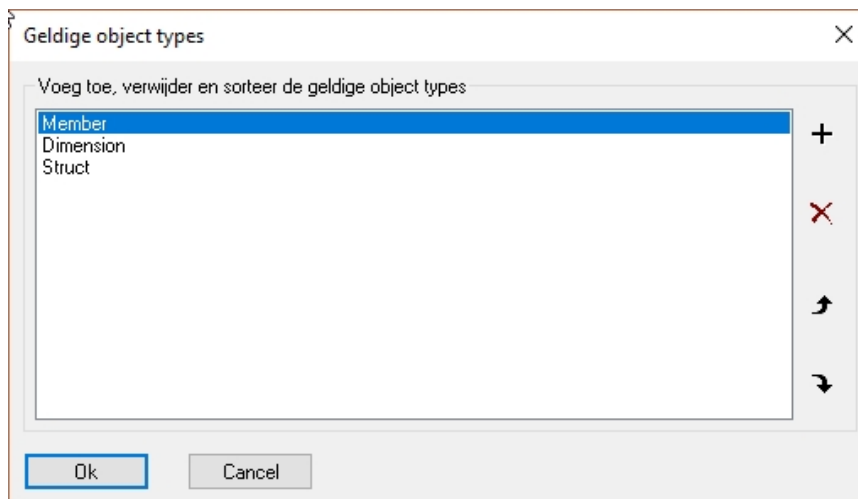 Geldige object types
Voeg toe, verwijder en sorteer de geldige object types
Member
Dimension
Struct
Ok
Cancel